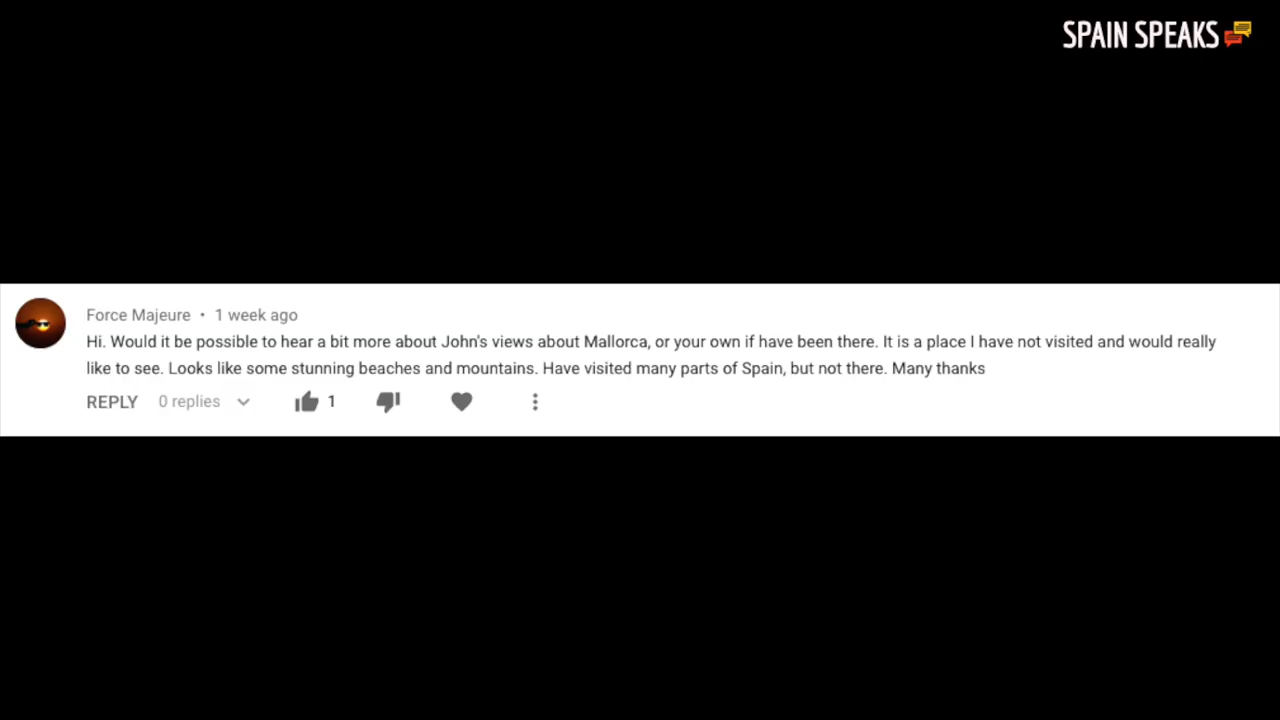 SPAIN SPEAKS
Force Majeure • 1 week ago
Hi. Would it be possible to hear a bit more about John's views about Mallorca, or your own if have been there. It is a place I have not visited and would really
like to see. Looks like some stunning beaches and mountains. Have visited many parts of Spain, but not there. Many thanks
REPLY 0 replies 1